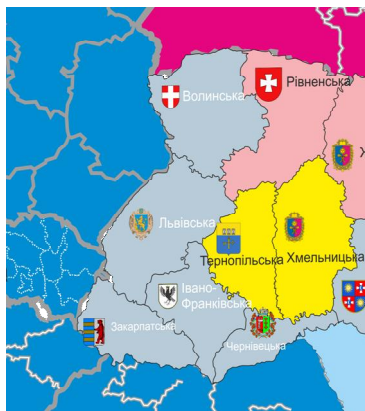 Рівненська
Волинська
Х
Львівська
Тернопільська
Хмельницька
Івано-
Франківська
Закарпатська
Чернівецька